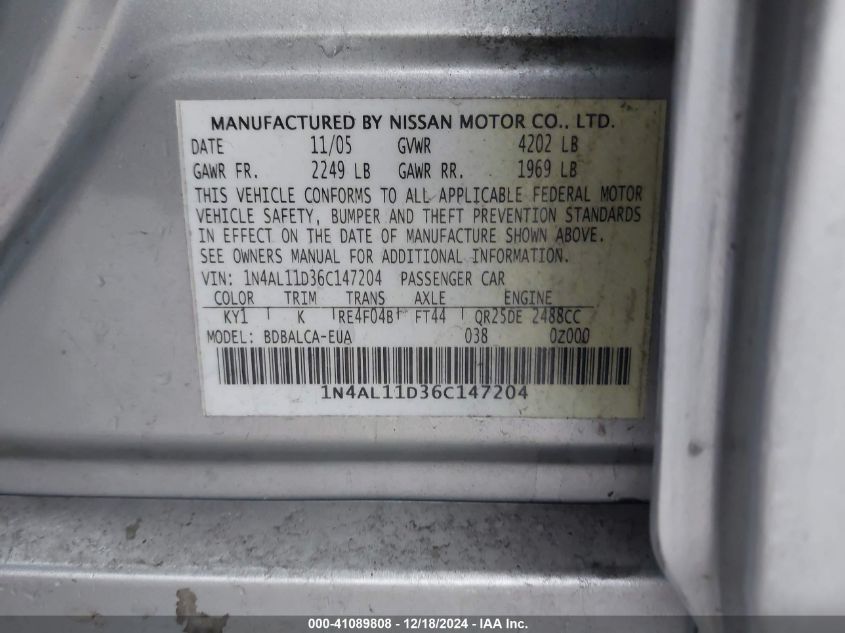 MANUFACTURED BY NISSAN MOTOR CO., LTD.
DATE 11/05 GVWR 4202 LB
GAWR FR. 2249 LB GAWR RR. 1969 LB
THIS VEHICLE CONFORMS TO ALL APPLICABLE FEDERAL MOTOR
VEHICLE SAFETY, BUMPER AND THEFT PREVENTION STANDARDS
IN EFFECT ON THE DATE OF MANUFACTURE SHOWN ABOVE.
SEE OWNERS MANUAL FOR ADDITIONAL INFORMATION.
VIN: 1N4AL11D36C147204 PASSENGER CAR
COLOR TRIM TRANS AXLE ENGINE
KY1 K RE4F04B FT44 QR25DE 2488CC
MODEL: BDBALCA-EUA 038 0Z000
1N4AL11D36C147204
000-41089808 - 12/18/2024 - IAA Inc.